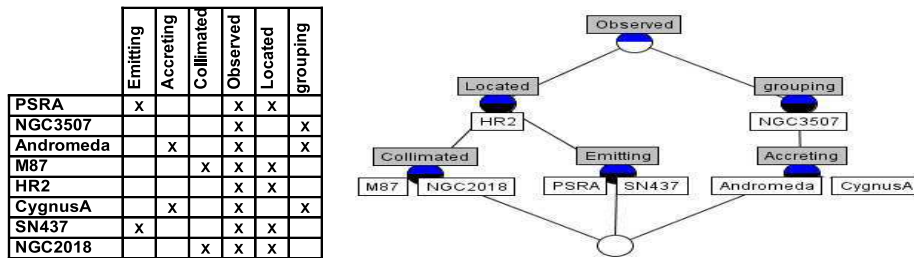 Emitting Accreting Collimated Observed Located grouping
PSRA x x x
NGC3507 x x
Andromeda x x x
M87 x x x
HR2 x x
CygnusA x x x
SN437 x x x
NGC2018 x x x
Observed
Located grouping
HR2 NGC3507
Collimated Emitting Accreting
M87 NGC2018 PSRA SN437 Andromeda CygnusA